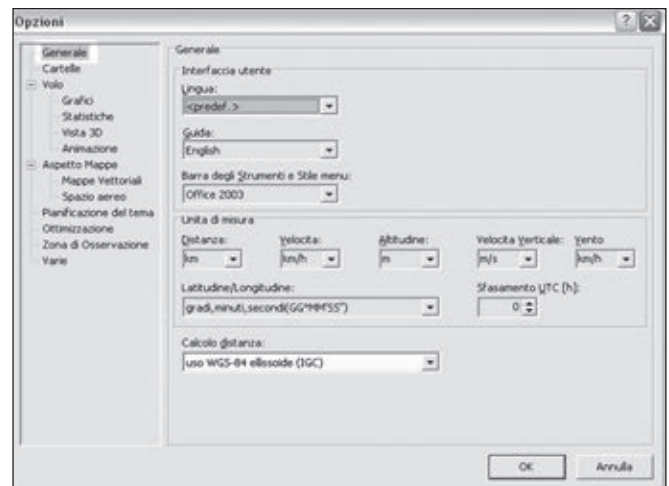 Opzioni
Generale
Cartelle
Volo
Grafici
Statistiche
Vista 3D
Animazione
Aspetto Mappe
Mappe Vettoriali
Spazio aereo
Pianificazione del tema
Ottimizzazione
Zona di Osservazione
Varie
Generale
Interfaccia utente
Lingua:
<predef.>
Guida:
English
Barra degli Strumenti e Stile menu:
Office 2003
Unita di misura
Distanza: Velocita: Altitudine: Velocita Verticale: Vento
km km/h m m/s km/h
Latitudine/Longitudine: Sfasamento UTC [h]:
gradi,minuti,secondi(GG°MM'SS") 0
Calcolo distanza:
uso WGS-84 ellissoide (IGC)
OK Annulla